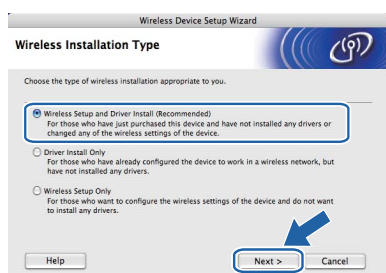 Wireless Device Setup Wizard
Wireless Installation Type
Choose the type of wireless installation appropriate to you.
Wireless Setup and Driver Install (Recommended)
For those who have just purchased this device and have not installed any drivers or
changed any of the wireless settings of the device.
Driver Install Only
For those who have already configured the device to work in a wireless network, but
have not installed any drivers.
Wireless Setup Only
For those who want to configure the wireless settings of the device and do not want
to install any drivers.
Help
Next >
Cancel